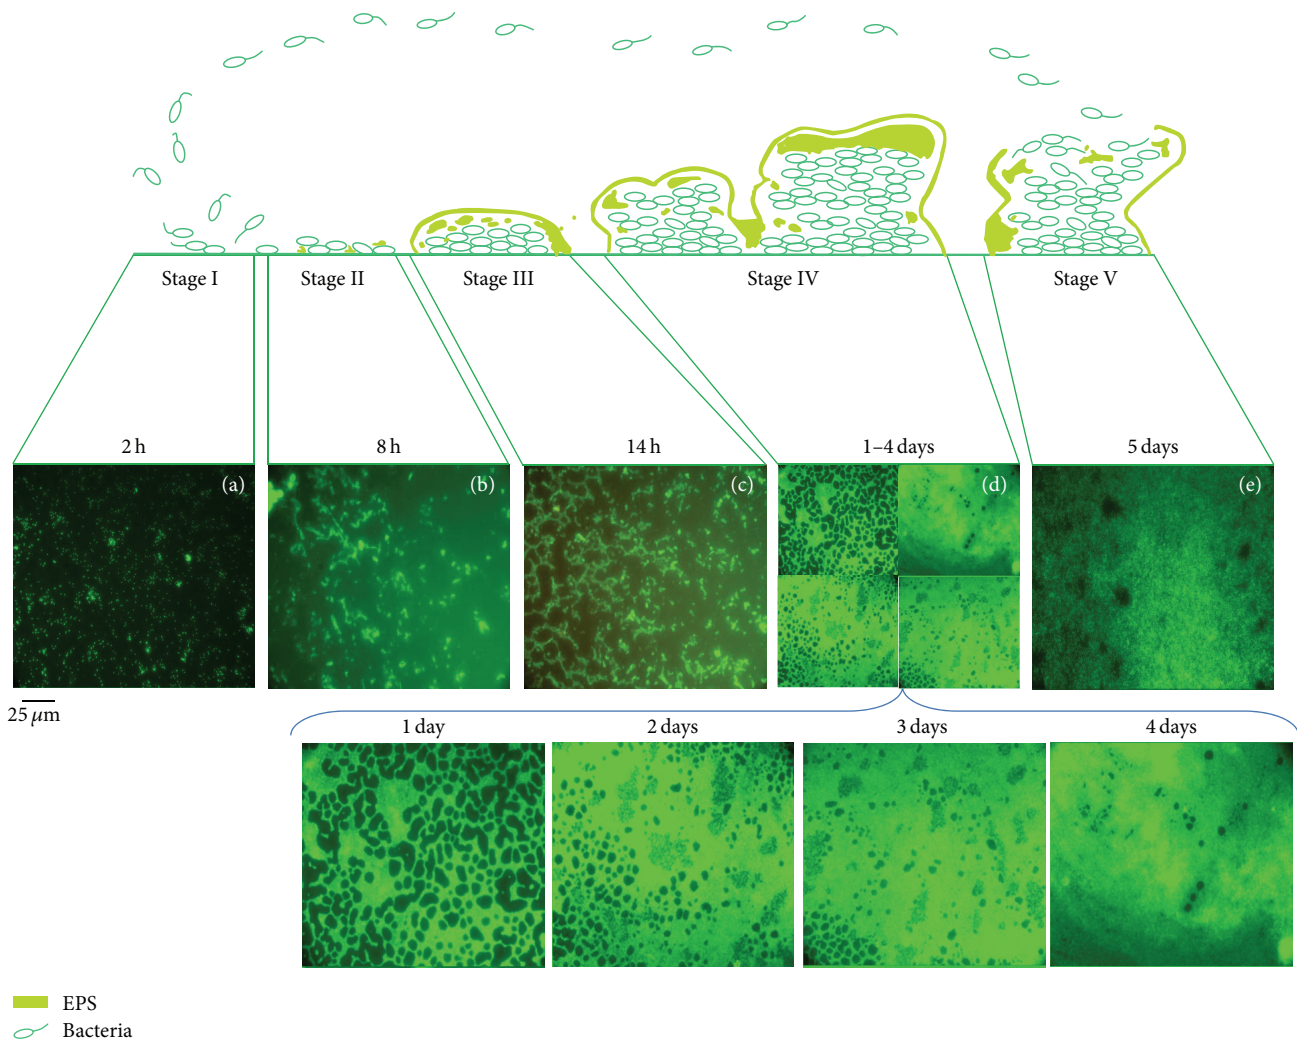 Stage I
Stage II
Stage III
Stage IV
Stage V
2 h
8 h
14 h
1–4 days
5 days
(a)
(b)
(c)
(d)
(e)
25 μm
1 day
2 days
3 days
4 days
EPS
Bacteria